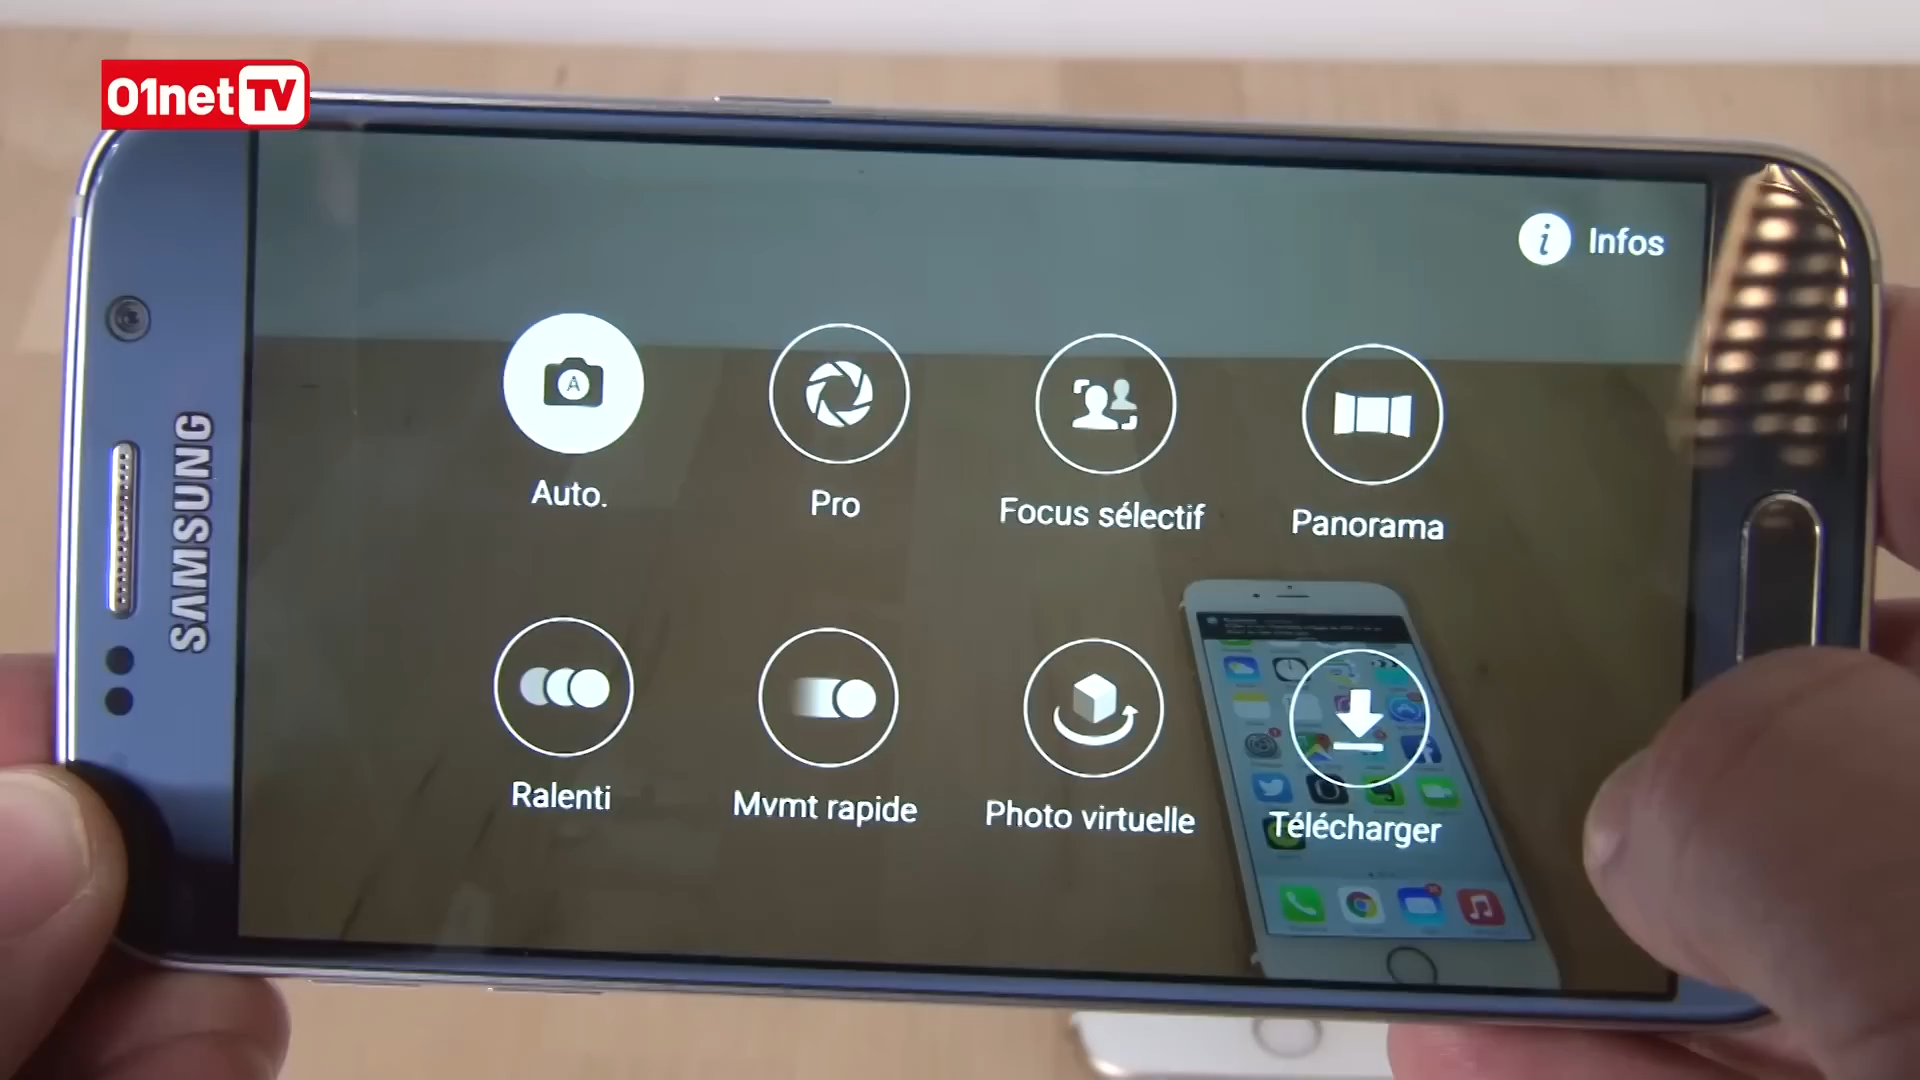 01net TV
SAMSUNG
Infos
Auto.
Pro
Focus sélectif
Panorama
Ralenti
Mvmt rapide
Photo virtuelle
Télécharger